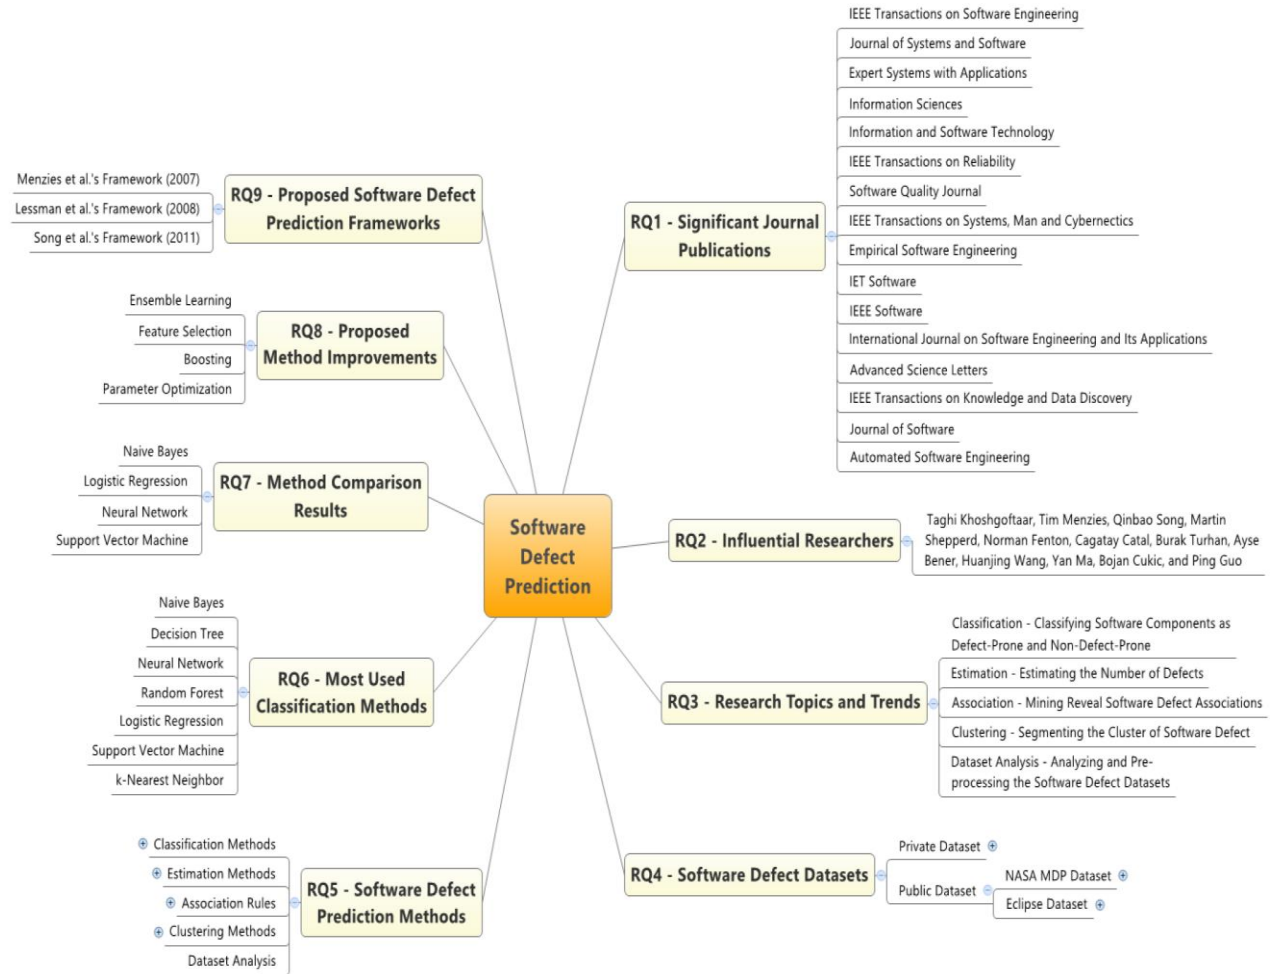 Software
Defect
Prediction
RQ1 - Significant Journal
Publications
IEEE Transactions on Software Engineering
Journal of Systems and Software
Expert Systems with Applications
Information Sciences
Information and Software Technology
IEEE Transactions on Reliability
Software Quality Journal
IEEE Transactions on Systems, Man and Cybernectics
Empirical Software Engineering
IET Software
IEEE Software
International Journal on Software Engineering and Its Applications
Advanced Science Letters
IEEE Transactions on Knowledge and Data Discovery
Journal of Software
Automated Software Engineering
RQ2 - Influential Researchers
Taghi Khoshgoftaar, Tim Menzies, Qinbao Song, Martin
Shepperd, Norman Fenton, Cagatay Catal, Burak Turhan, Ayse
Bener, Huanjing Wang, Yan Ma, Bojan Cukic, and Ping Guo
RQ3 - Research Topics and Trends
Classification - Classifying Software Components as
Defect-Prone and Non-Defect-Prone
Estimation - Estimating the Number of Defects
Association - Mining Reveal Software Defect Associations
Clustering - Segmenting the Cluster of Software Defect
Dataset Analysis - Analyzing and Pre-
processing the Software Defect Datasets
RQ4 - Software Defect Datasets
Private Dataset
Public Dataset
NASA MDP Dataset
Eclipse Dataset
RQ5 - Software Defect
Prediction Methods
Classification Methods
Estimation Methods
Association Rules
Clustering Methods
Dataset Analysis
RQ6 - Most Used
Classification Methods
Naive Bayes
Decision Tree
Neural Network
Random Forest
Logistic Regression
Support Vector Machine
k-Nearest Neighbor
RQ7 - Method Comparison
Results
Naive Bayes
Logistic Regression
Neural Network
Support Vector Machine
RQ8 - Proposed
Method Improvements
Ensemble Learning
Feature Selection
Boosting
Parameter Optimization
RQ9 - Proposed Software Defect
Prediction Frameworks
Menzies et al.'s Framework (2007)
Lessman et al.'s Framework (2008)
Song et al.'s Framework (2011)